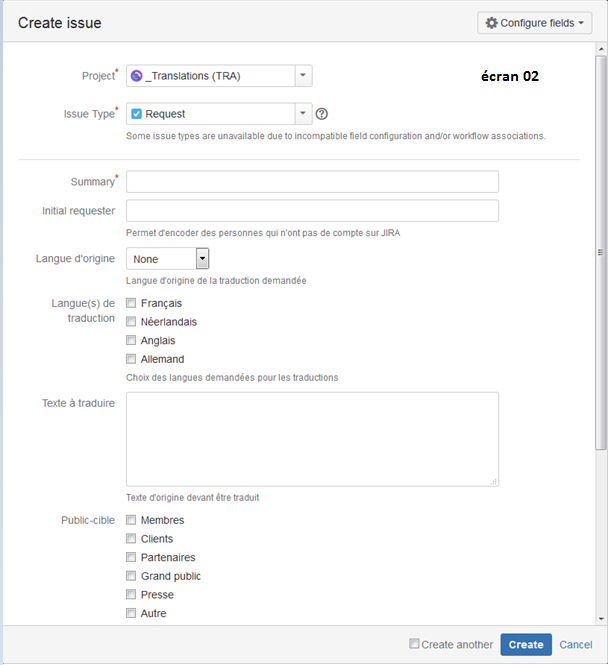 Create issue
Configure fields
Project*
_Translations (TRA)
écran 02
Issue Type*
Request
Some issue types are unavailable due to incompatible field configuration and/or workflow associations.
Summary*
Initial requester
Permet d'encoder des personnes qui n'ont pas de compte sur JIRA
Langue d'origine
None
Langue d'origine de la traduction demandée
Langue(s) de
traduction
Français
Néerlandais
Anglais
Allemand
Choix des langues demandées pour les traductions
Texte à traduire
Texte d'origine devant être traduit
Public-cible
Membres
Clients
Partenaires
Grand public
Presse
Autre
Create another
Create
Cancel